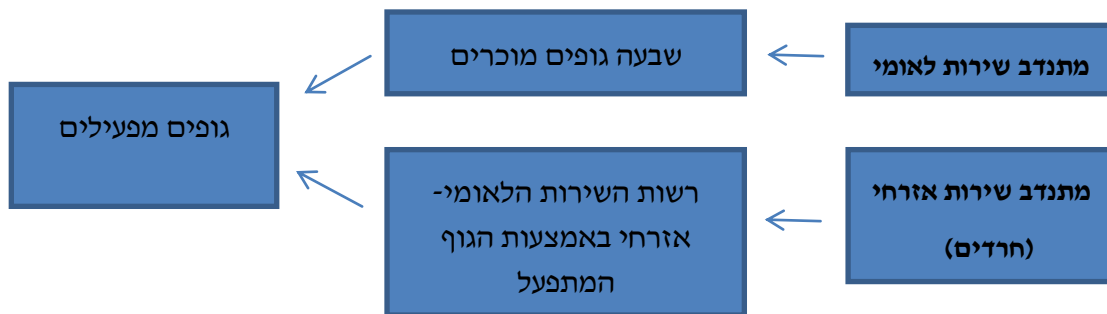 מתנדב שירות לאומי
שבעה גופים מוכרים
גופים מפעילים
מתנדב שירות אזרחי
(חרדים)
רשות השירות הלאומי-
אזרחי באמצעות הגוף
המתפעל